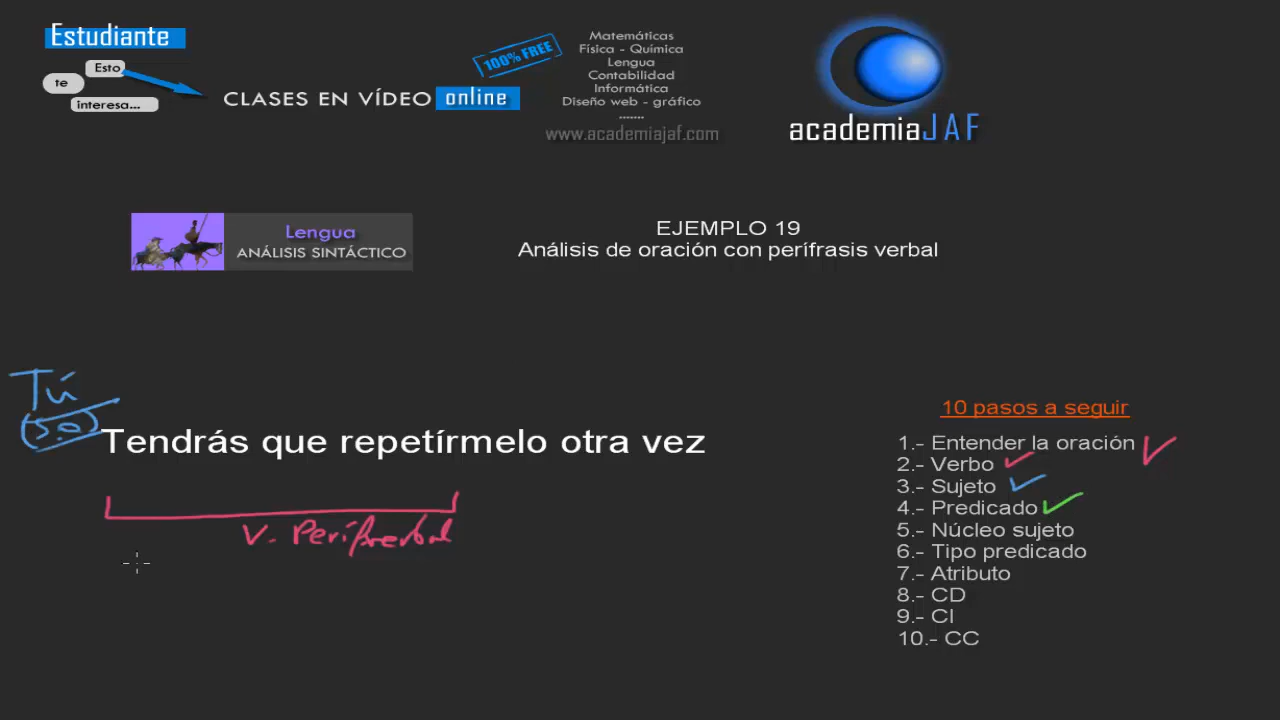 Estudiante
Esto
te
interesa...
CLASES EN VÍDEO online
100% FREE
Matemáticas
Física - Química
Lengua
Contabilidad
Informática
Diseño web - gráfico
.......
www.academiajaf.com
academiaJAF
Lengua
ANÁLISIS SINTÁCTICO
EJEMPLO 19
Análisis de oración con perífrasis verbal
Tú
(S.O)
Tendrás que repetírmelo otra vez
V. Perífrverbal
10 pasos a seguir
1.- Entender la oración
2.- Verbo
3.- Sujeto
4.- Predicado
5.- Núcleo sujeto
6.- Tipo predicado
7.- Atributo
8.- CD
9.- CI
10.- CC